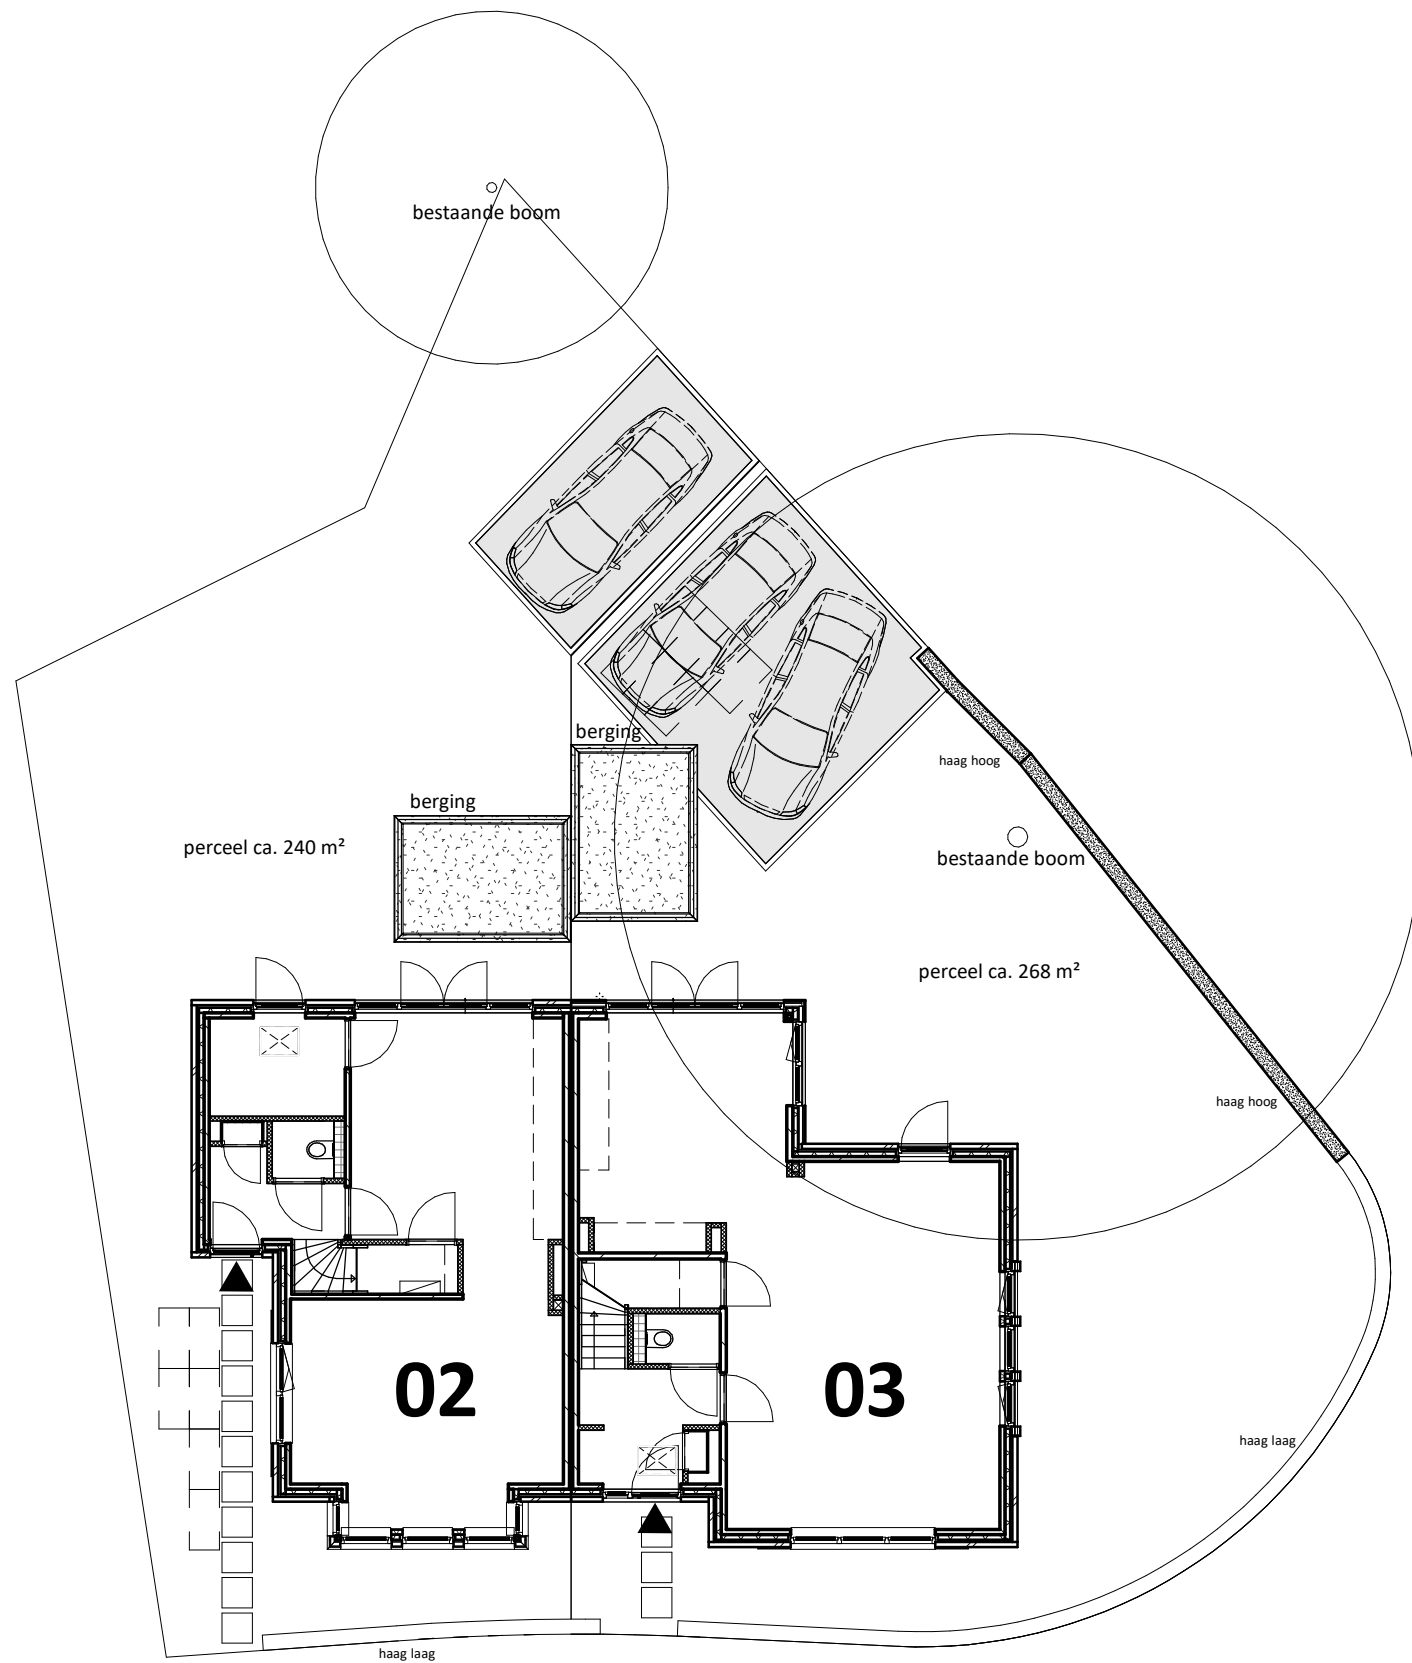 bestaande boom
berging
haag hoog
berging
perceel ca. 240 m²
bestaande boom
perceel ca. 268 m²
haag hoog
02
03
haag laag
haag laag